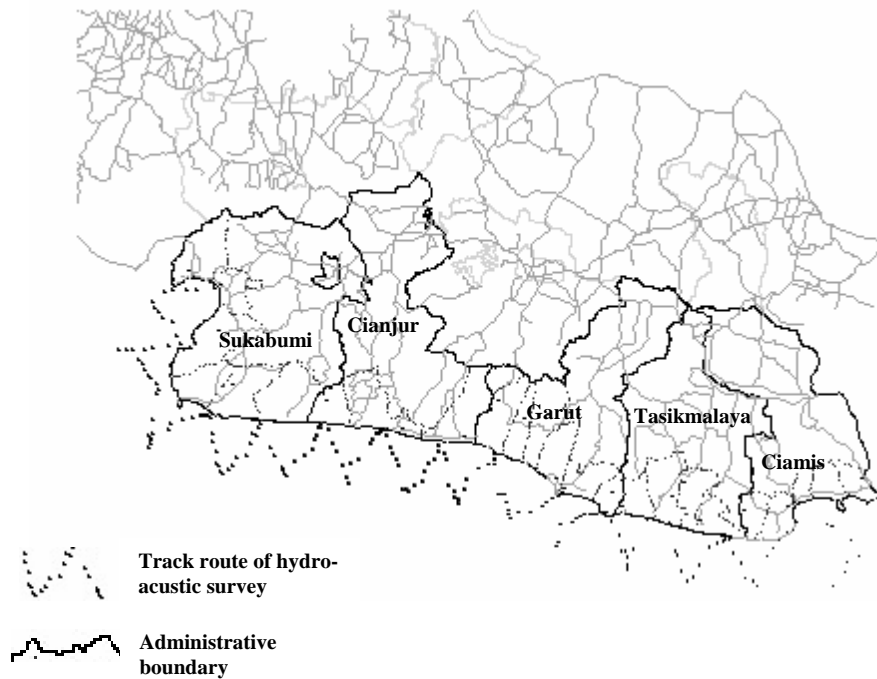 Sukabumi
Cianjur
Garut
Tasikmalaya
Ciamis
Track route of hydro-
acustic survey
Administrative
boundary